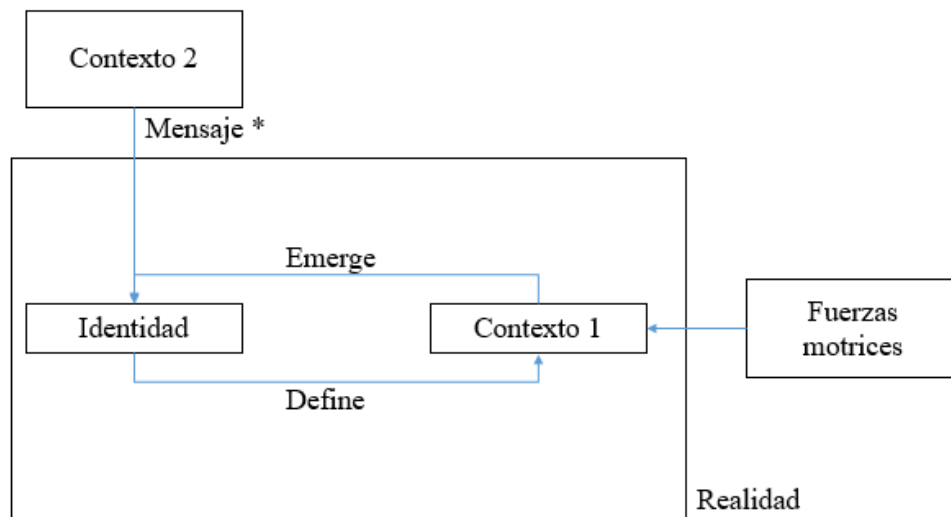 Contexto 2
Mensaje *
Emerge
Identidad
Contexto 1
Fuerzas
motrices
Define
Realidad